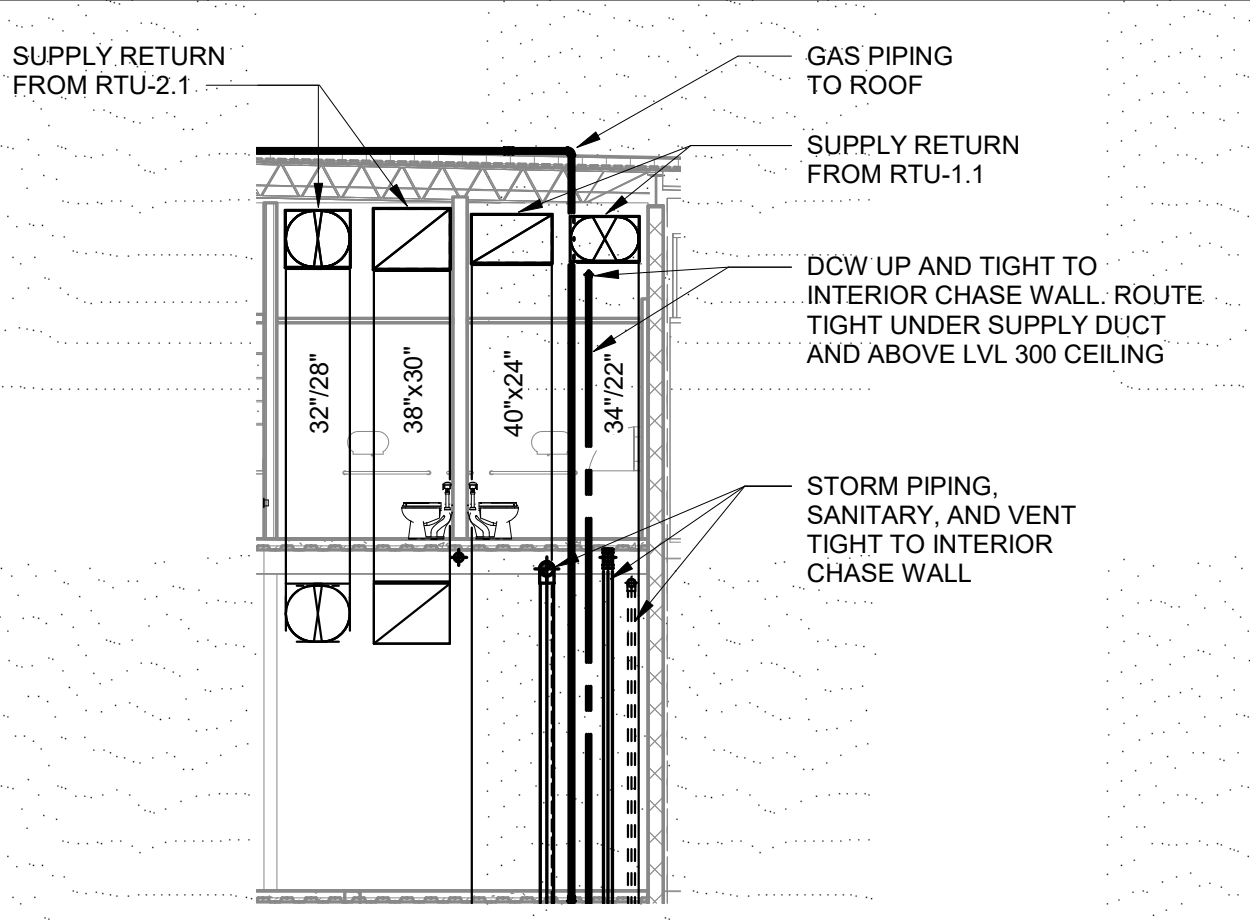 SUPPLY RETURN
FROM RTU-2.1
GAS PIPING
TO ROOF
SUPPLY RETURN
FROM RTU-1.1
DCW UP AND TIGHT TO
INTERIOR CHASE WALL. ROUTE
TIGHT UNDER SUPPLY DUCT
AND ABOVE LVL 300 CEILING
32"/28"
38"x30"
40"x24"
34"/22"
STORM PIPING,
SANITARY, AND VENT
TIGHT TO INTERIOR
CHASE WALL